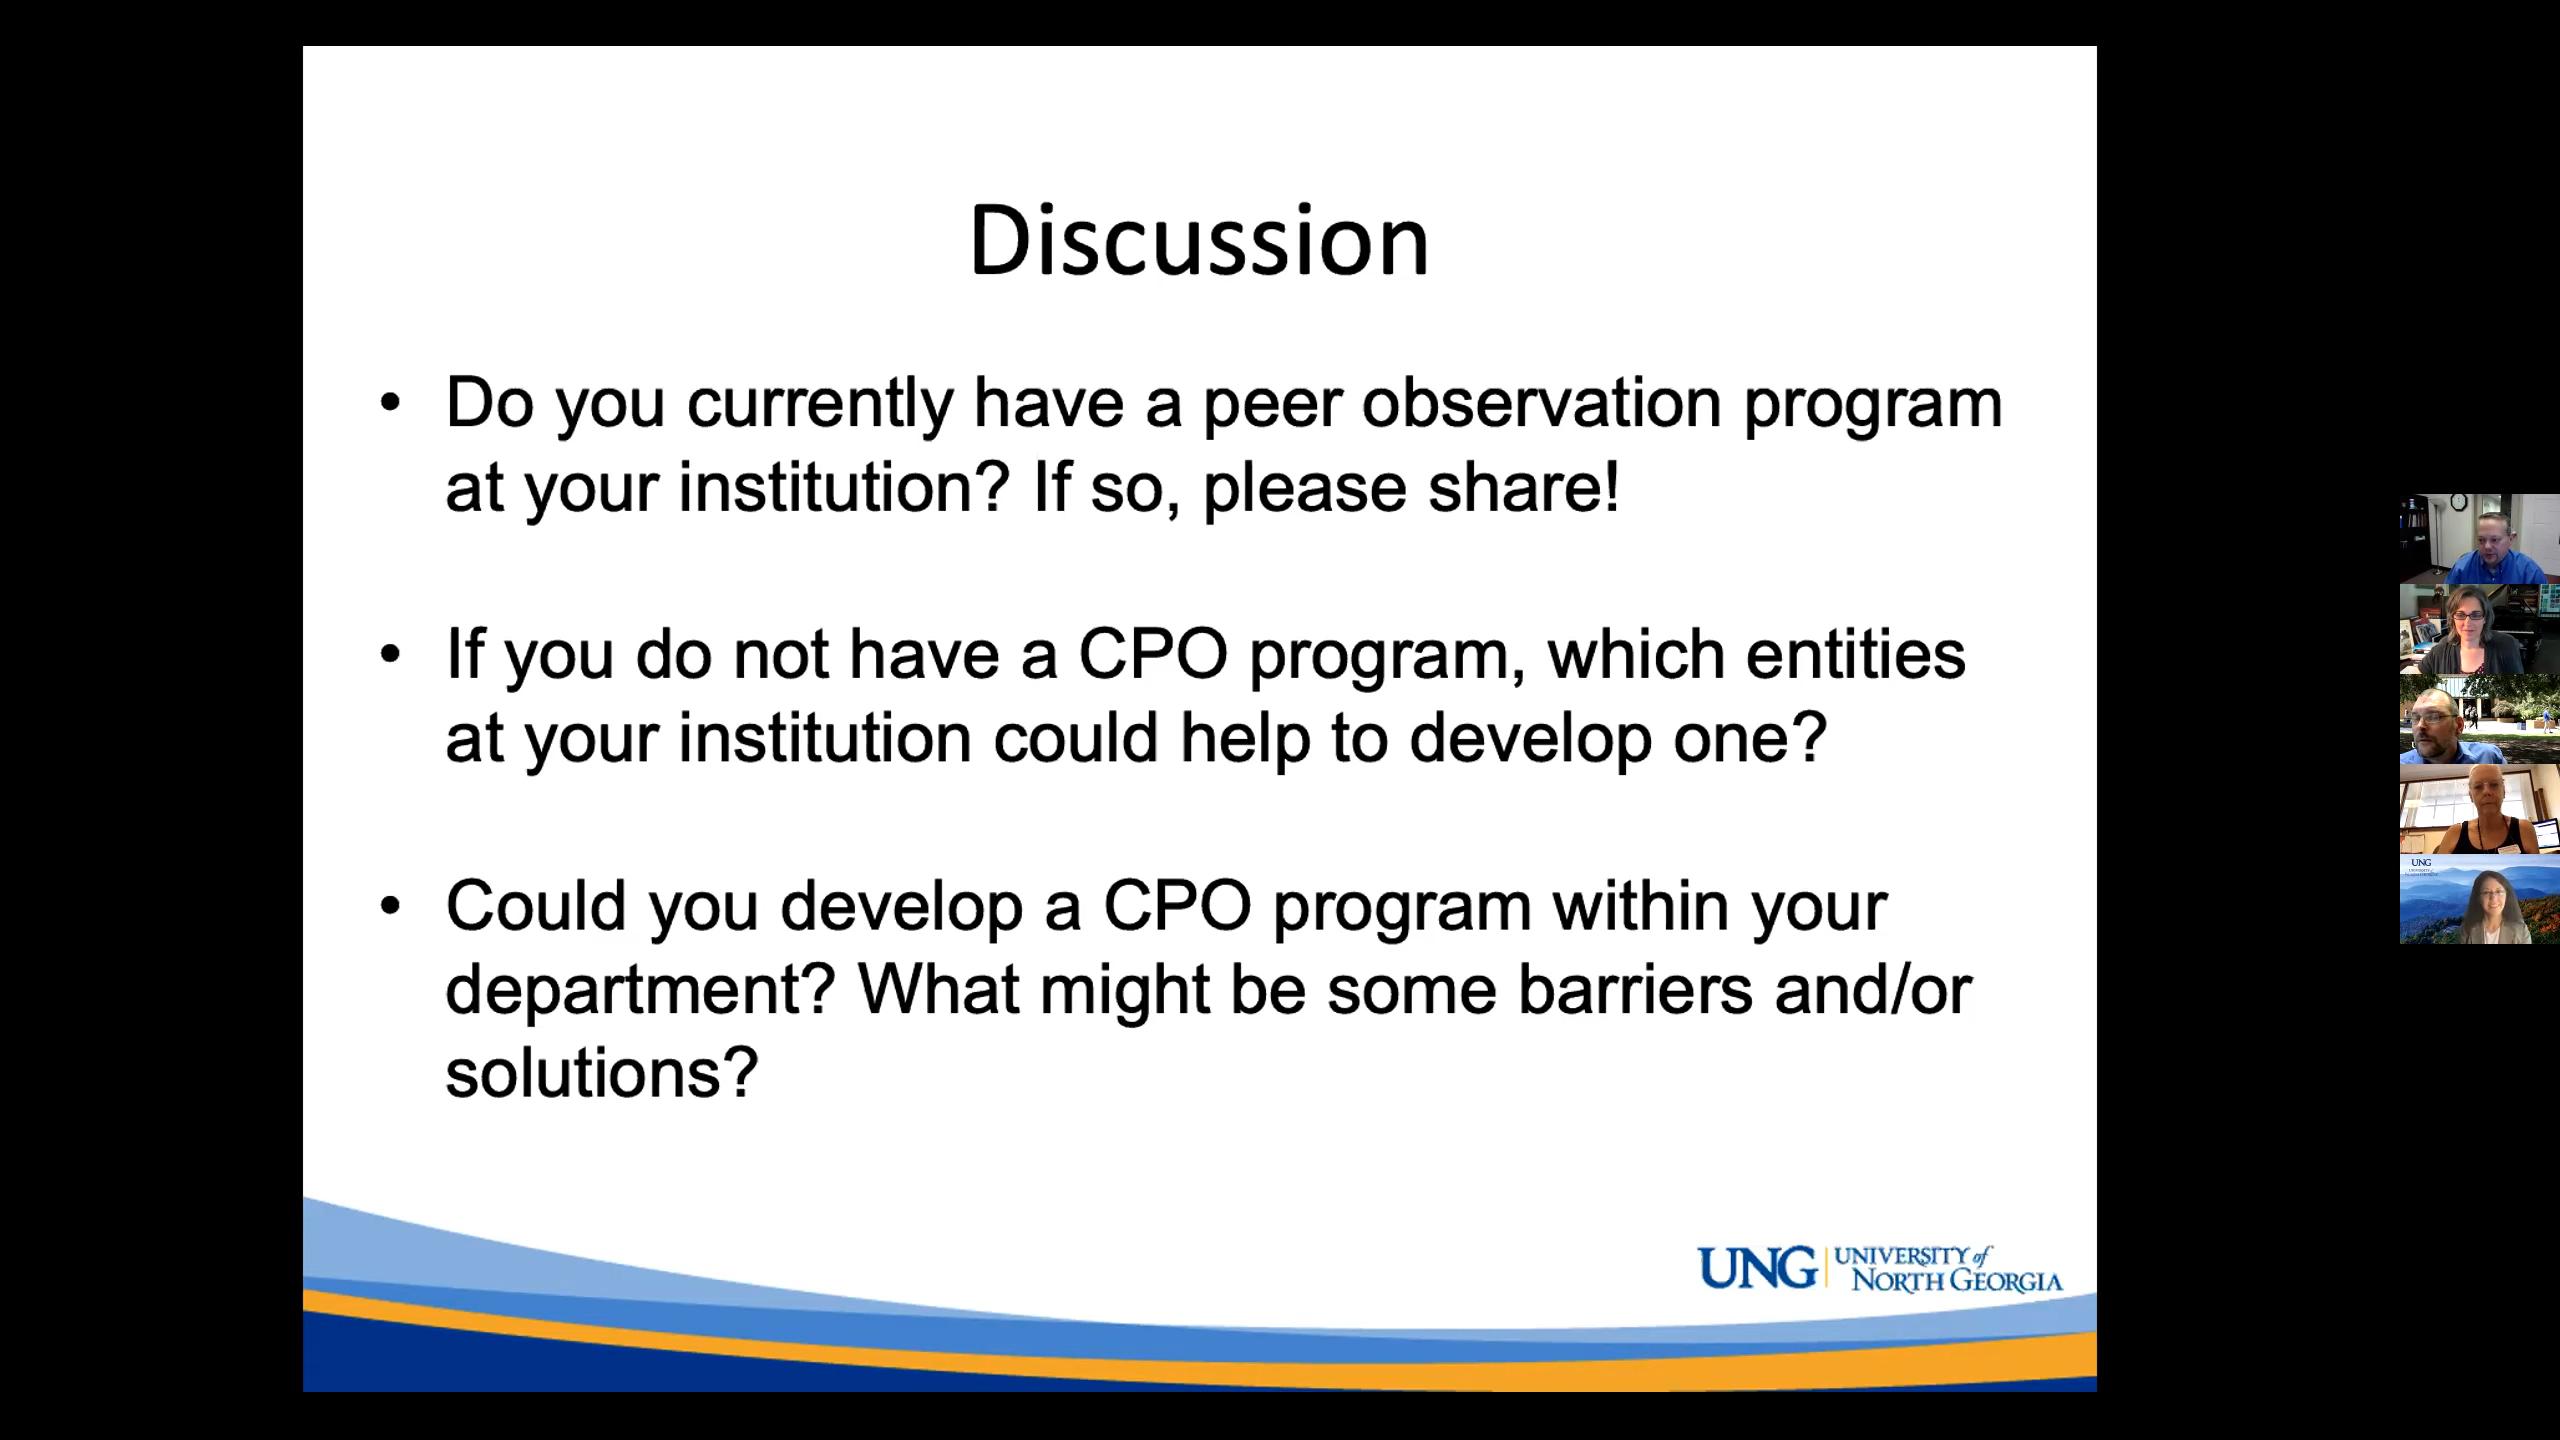 Discussion
• Do you currently have a peer observation program
at your institution? If so, please share!
• If you do not have a CPO program, which entities
at your institution could help to develop one?
• Could you develop a CPO program within your
department? What might be some barriers and/or
solutions?
UNG UNIVERSITY of
NORTH GEORGIA
UNG